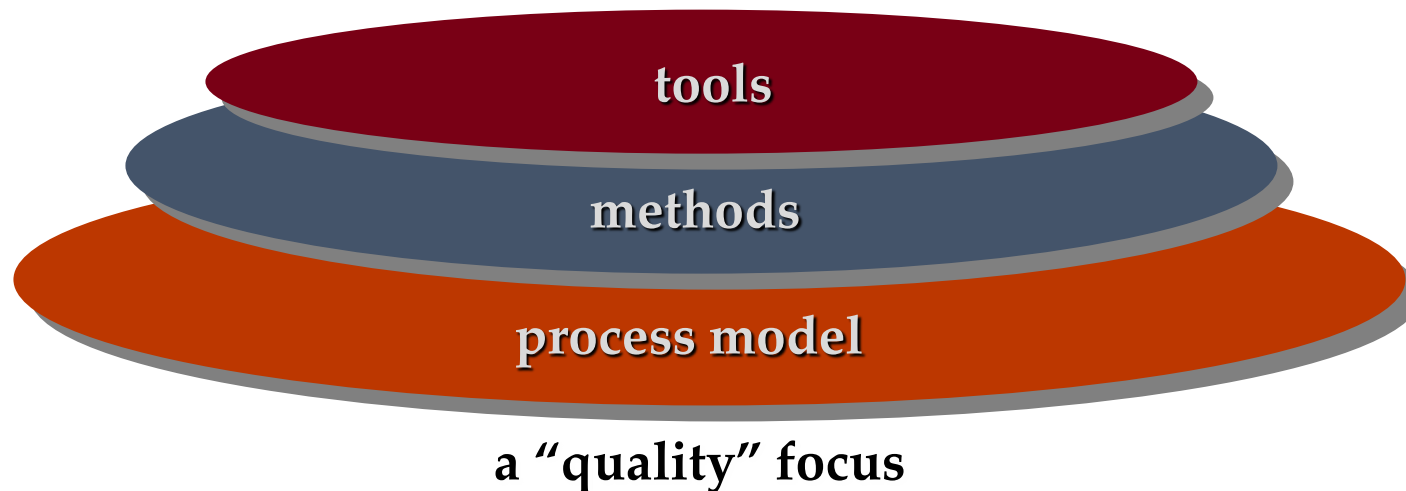 tools
methods
process model
a “quality” focus